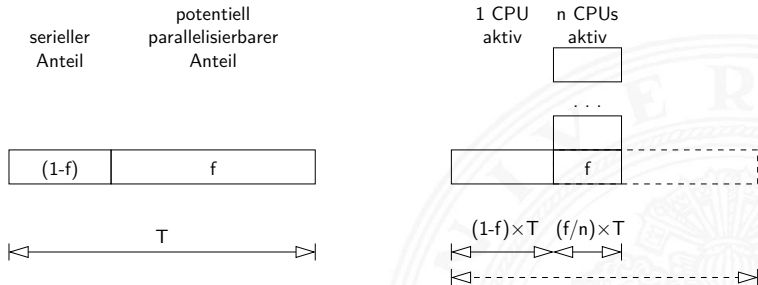 serieller
Anteil
potentiell
parallelisierbarer
Anteil
(1-f)
f
T
1 CPU
aktiv
n CPUs
aktiv
. . .
f
(1-f)×T
(f/n)×T
N I V E R